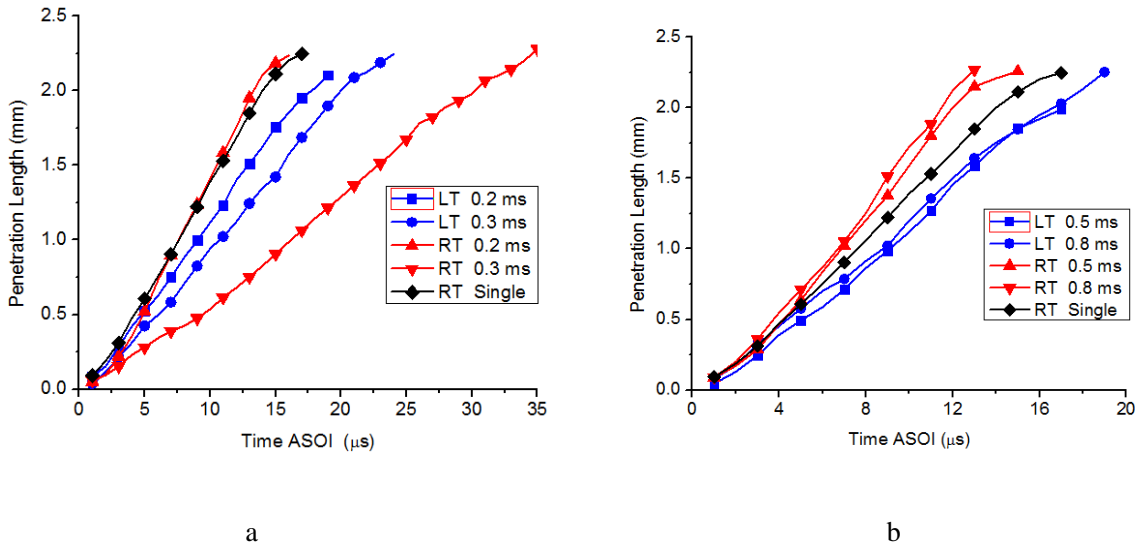 2.5
2.0
1.5
1.0
0.5
0.0
Penetration Length (mm)
5 10 15 20 25 30 35
Time ASOI (μs)
LT 0.2 ms
LT 0.3 ms
RT 0.2 ms
RT 0.3 ms
RT Single
a
2.5
2.0
1.5
1.0
0.5
0.0
Penetration Length (mm)
0 4 8 12 16 20
Time ASOI (μs)
LT 0.5 ms
LT 0.8 ms
RT 0.5 ms
RT 0.8 ms
RT Single
b